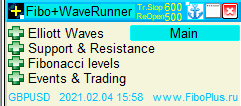 Fibo+WaveRunner Tr.Stop 600
ReOpen 500
Elliott Waves Main
Support & Resistance
Fibonacci levels
Events & Trading
GBPUSD 2021.02.04 15:58 www.FiboPlus.ru